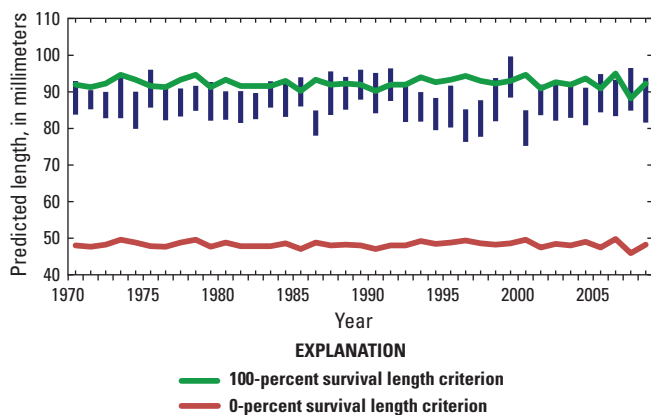 Predicted length, in millimeters
110
100
90
80
70
60
50
40
1970 1975 1980 1985 1990 1995 2000 2005
Year
EXPLANATION
100-percent survival length criterion
0-percent survival length criterion